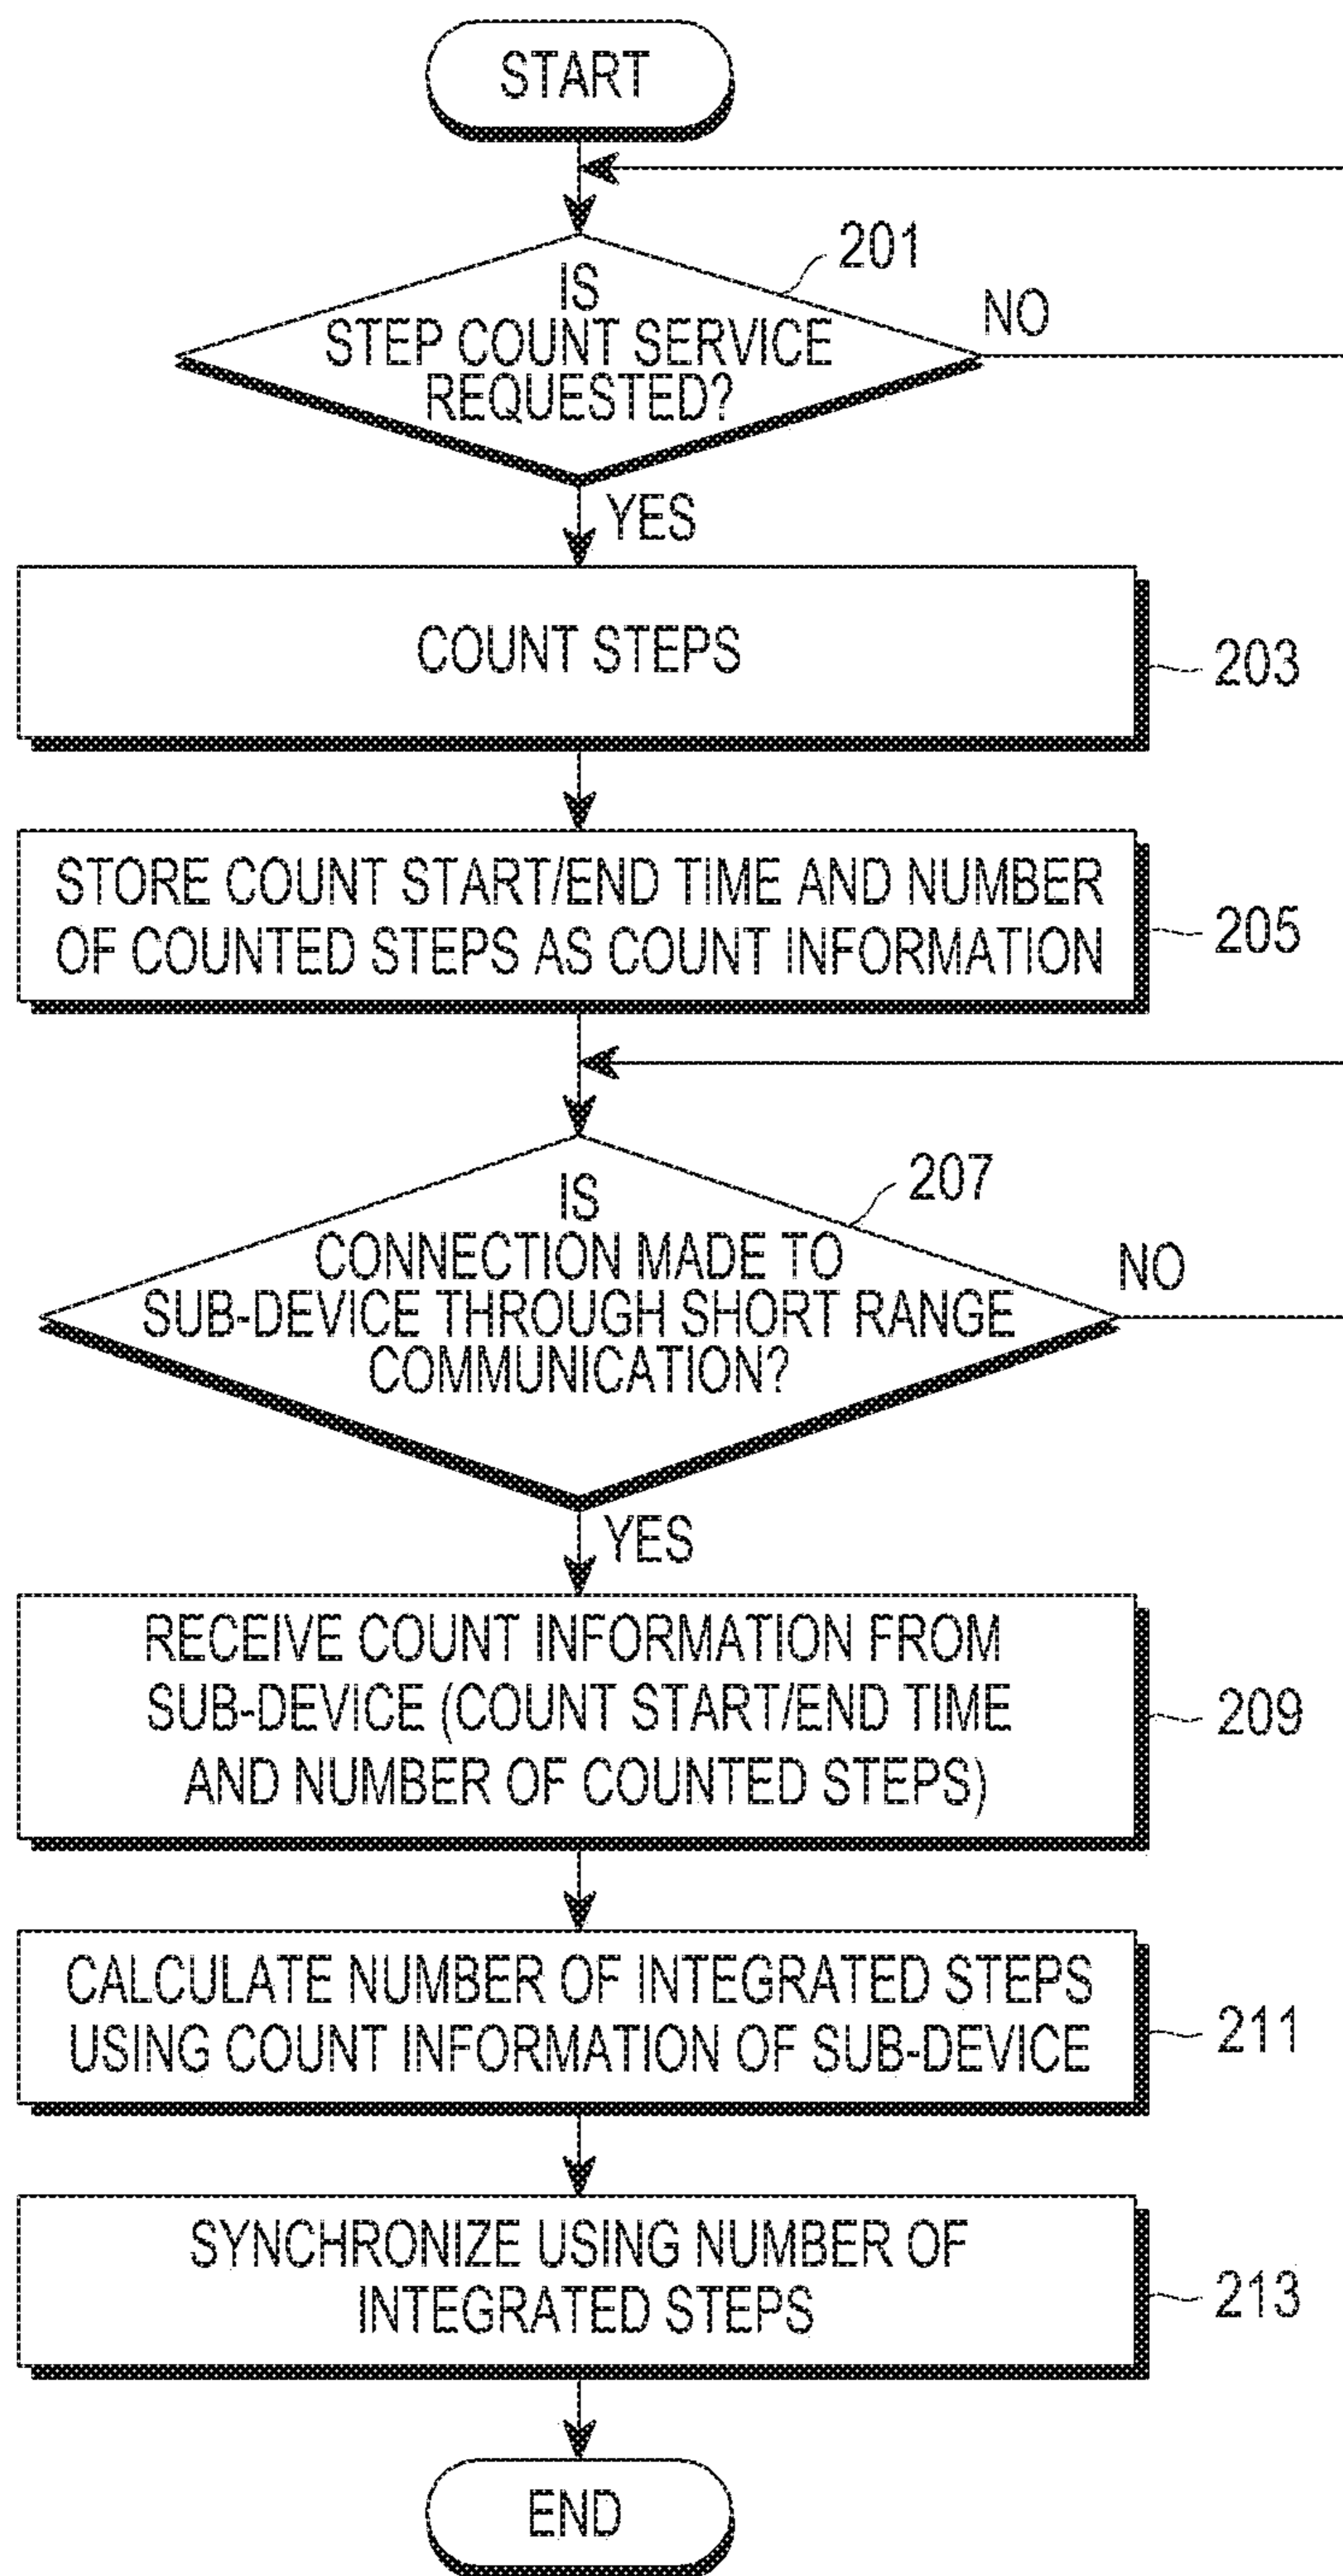 START
201
IS
STEP COUNT SERVICE
REQUESTED?
NO
YES
COUNT STEPS
203
STORE COUNT START/END TIME AND NUMBER
OF COUNTED STEPS AS COUNT INFORMATION
205
207
IS
CONNECTION MADE TO
SUB-DEVICE THROUGH SHORT RANGE
COMMUNICATION?
NO
YES
RECEIVE COUNT INFORMATION FROM
SUB-DEVICE (COUNT START/END TIME
AND NUMBER OF COUNTED STEPS)
209
CALCULATE NUMBER OF INTEGRATED STEPS
USING COUNT INFORMATION OF SUB-DEVICE
211
SYNCHRONIZE USING NUMBER OF
INTEGRATED STEPS
213
END